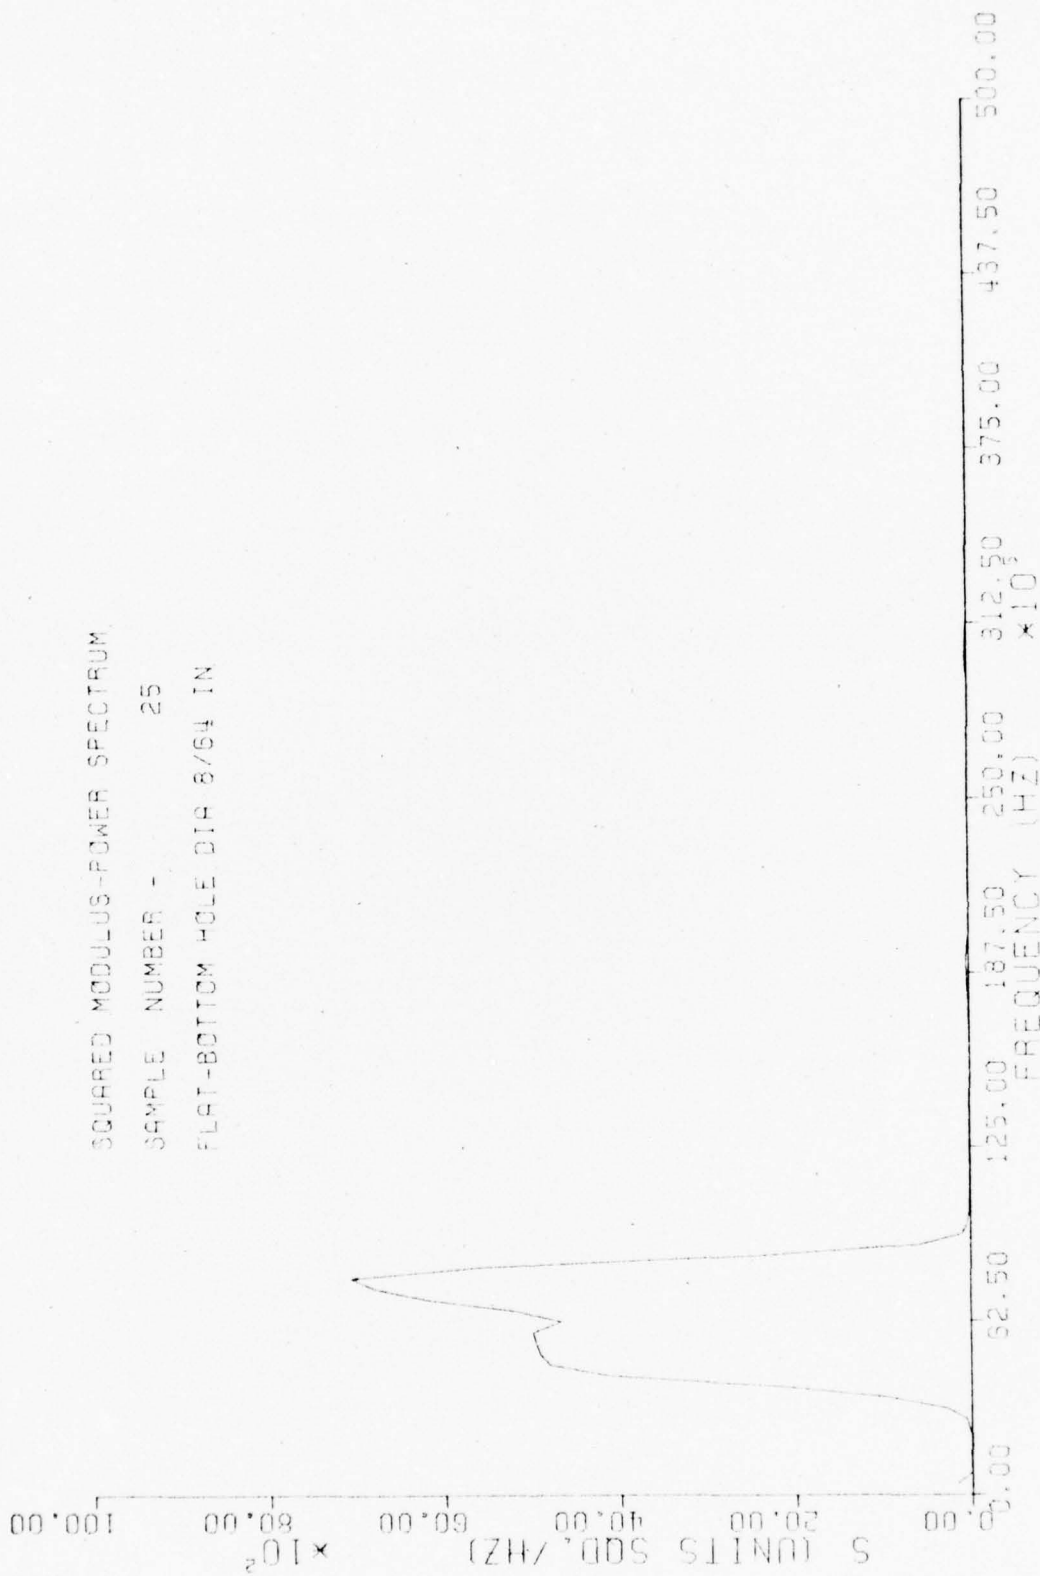 SQUARED MODULUS-POWER SPECTRUM
SAMPLE NUMBER - 25
FLAT-BOTTOM HOLE DIA 8/64 IN
S (UNITS SQD./HZ) ×10²
100.00
80.00
60.00
40.00
20.00
0.00
0.00 62.50 125.00 187.50 250.00 312.50 375.00 437.50 500.00
FREQUENCY (HZ) ×10⁵